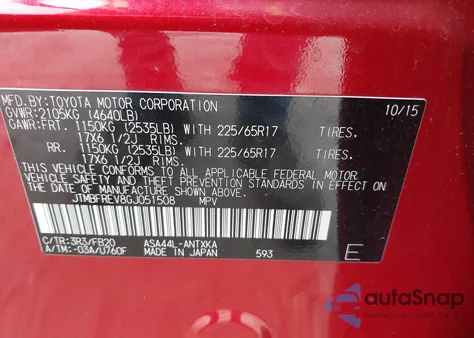 MFD.BY:TOYOTA MOTOR CORPORATION 10/15
GVWR:2105KG (4640LB)
GAWR:FRT. 1150KG (2535LB) WITH 225/65R17 TIRES.
17X6 1/2J RIMS.
RR. 1150KG (2535LB) WITH 225/65R17 TIRES.
17X6 1/2J RIMS.
THIS VEHICLE CONFORMS TO ALL APPLICABLE FEDERAL MOTOR
VEHICLE SAFETY AND THEFT PREVENTION STANDARDS IN EFFECT ON
THE DATE OF MANUFACTURE SHOWN ABOVE.
JTMBFREV8GJ051508 MPV
C/TR:3R3/FB20 ASA44L-ANTXKA
A/TM:-03A/U760F MADE IN JAPAN 593 E
autoSnap